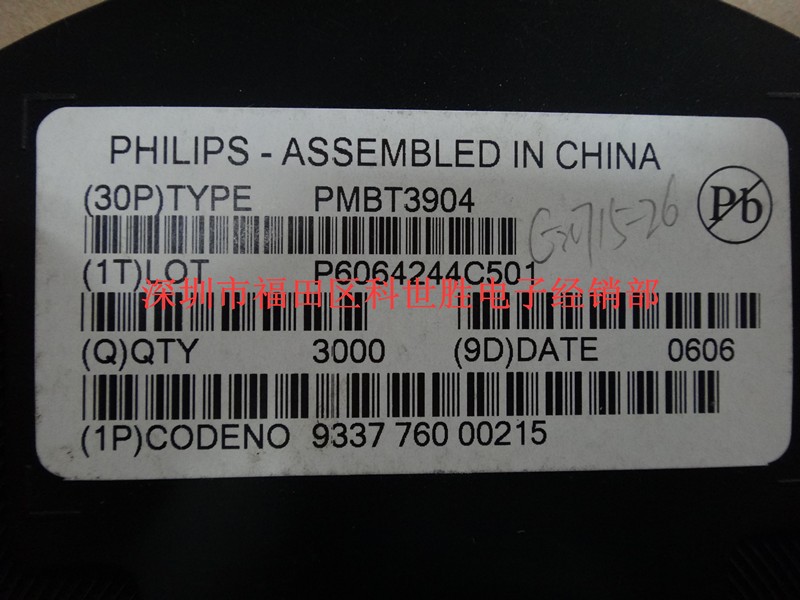 PHILIPS - ASSEMBLED IN CHINA
(30P)TYPE PMBT3904
Pb
(1T)LOT P6064244C501
深圳市福田区科世胜电子经销部
(Q)QTY 3000 (9D)DATE 0606
(1P)CODENO 9337 760 00215